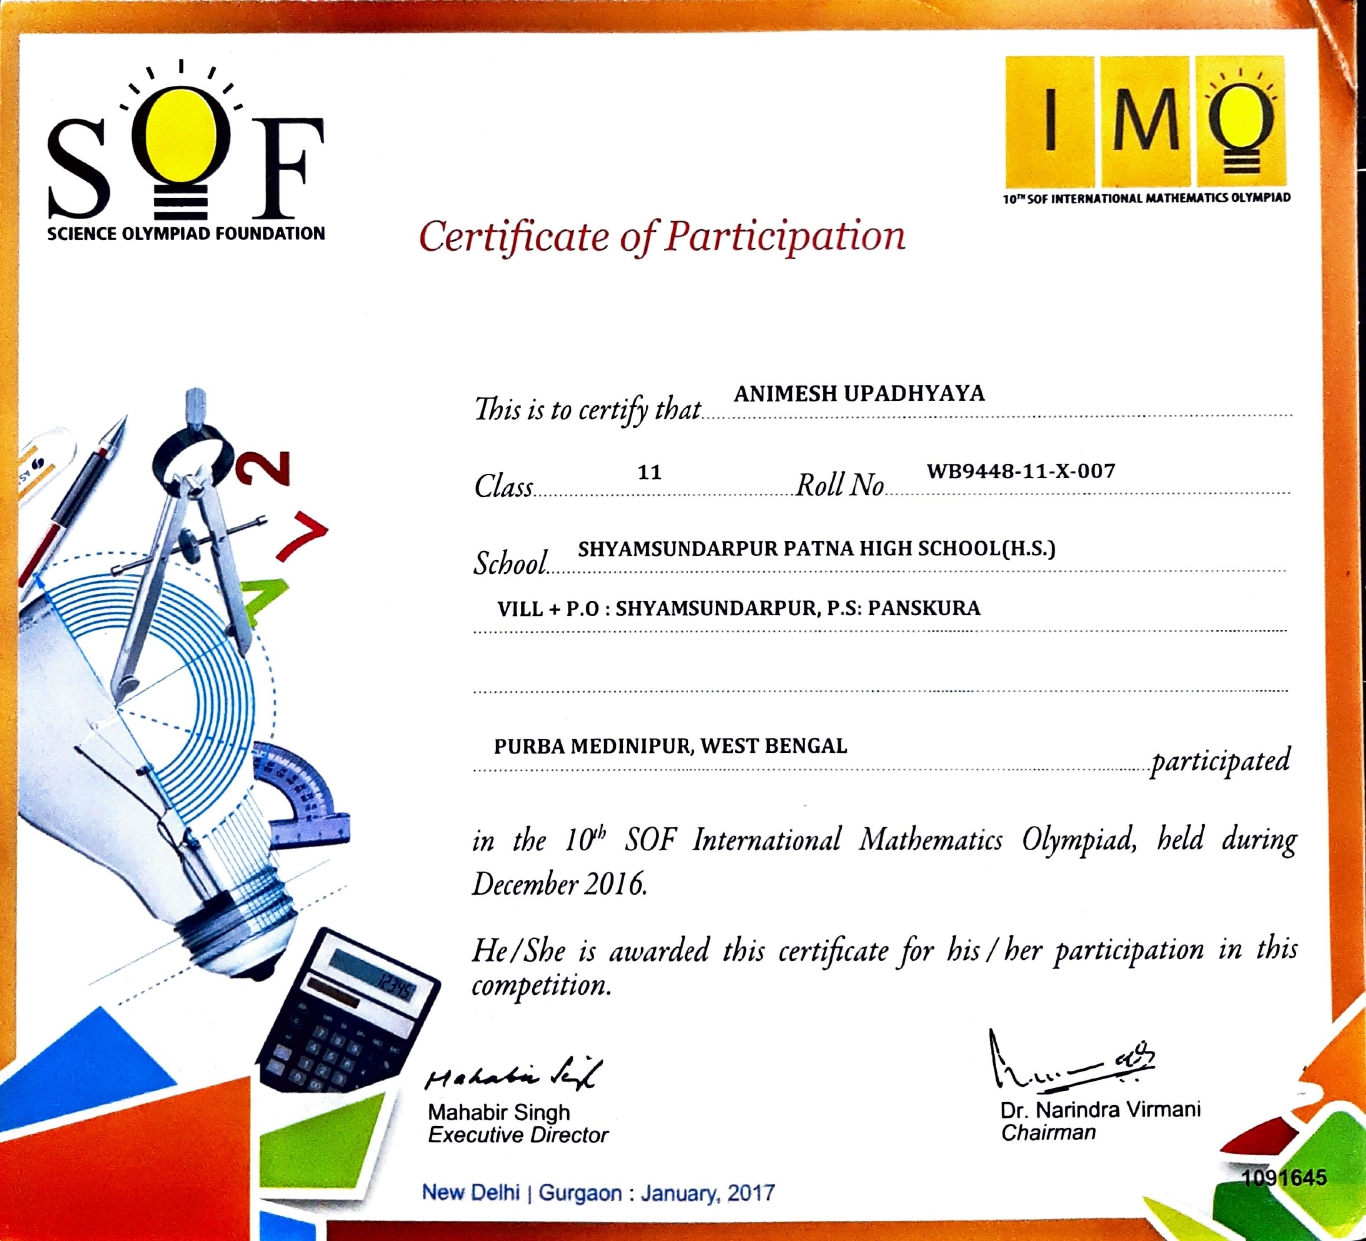 SOF
SCIENCE OLYMPIAD FOUNDATION
IMO
10TH SOF INTERNATIONAL MATHEMATICS OLYMPIAD
Certificate of Participation
This is to certify that ANIMESH UPADHYAYA
Class 11 Roll No WB9448-11-X-007
School SHYAMSUNDARPUR PATNA HIGH SCHOOL(H.S.)
VILL + P.O : SHYAMSUNDARPUR, P.S: PANSKURA
PURBA MEDINIPUR, WEST BENGAL participated
in the 10th SOF International Mathematics Olympiad, held during
December 2016.
He/She is awarded this certificate for his / her participation in this
competition.
12345
Mahabir Singh
Mahabir Singh
Executive Director
Dr. Narindra Virmani
Chairman
New Delhi | Gurgaon : January, 2017
1091645